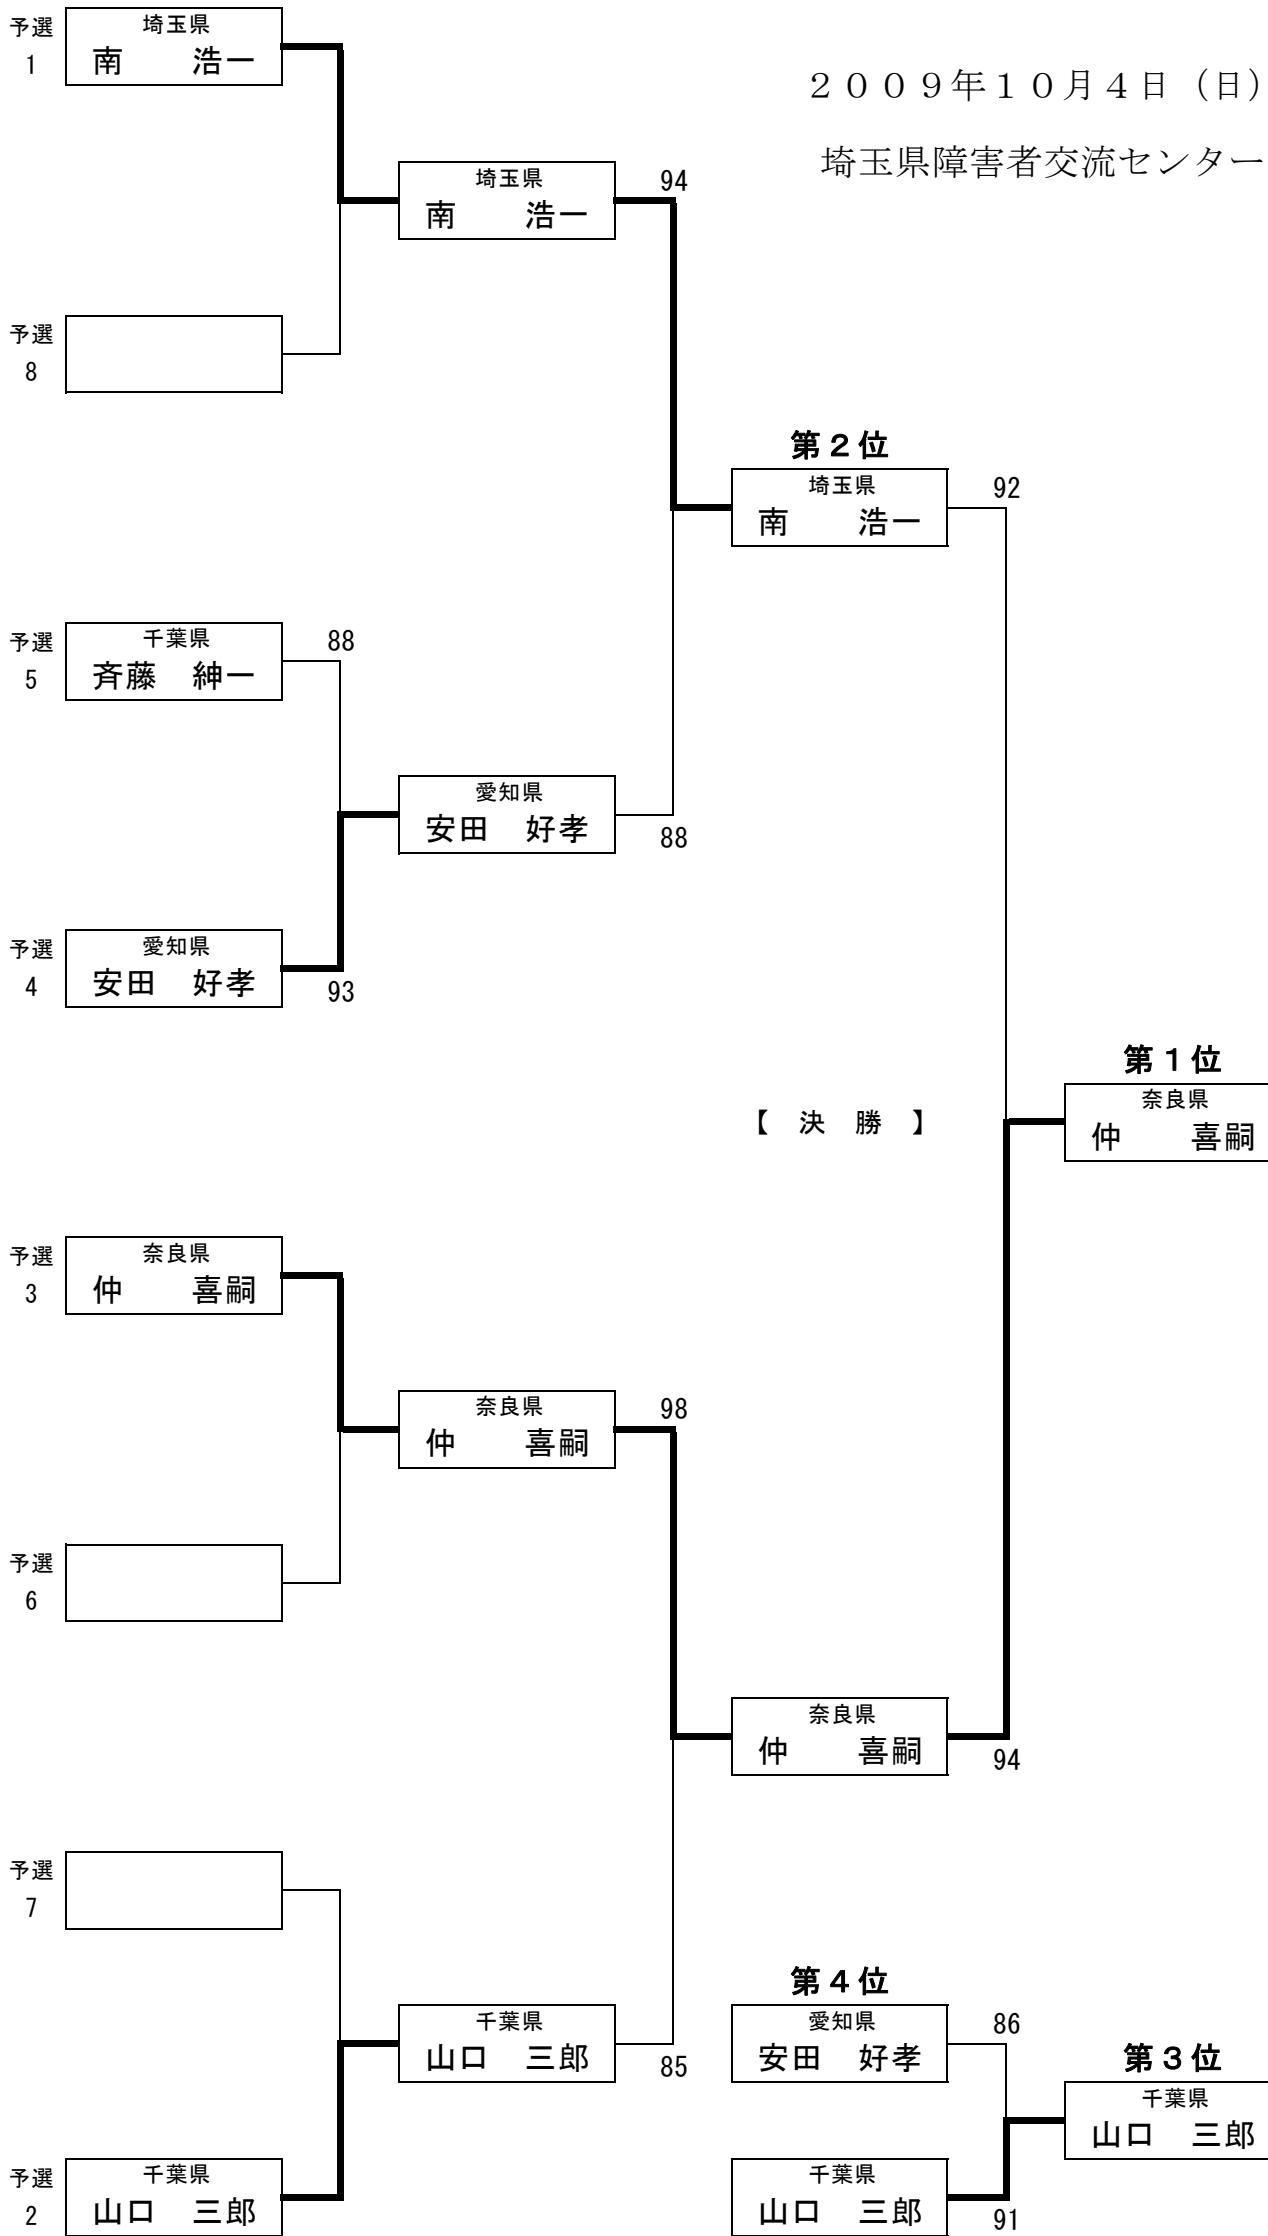 予選
1
埼玉県
南　　浩一
２００９年１０月４日（日）
埼玉県障害者交流センター
埼玉県
南　　浩一
94
予選
8
第２位
埼玉県
南　　浩一
92
予選
5
千葉県
斉藤　紳一
88
愛知県
安田　好孝
88
予選
4
愛知県
安田　好孝
93
第１位
奈良県
仲　　喜嗣
【　決　勝　】
予選
3
奈良県
仲　　喜嗣
奈良県
仲　　喜嗣
98
予選
6
奈良県
仲　　喜嗣
94
予選
7
第４位
愛知県
安田　好孝
86
千葉県
山口　三郎
85
第３位
千葉県
山口　三郎
予選
2
千葉県
山口　三郎
千葉県
山口　三郎
91